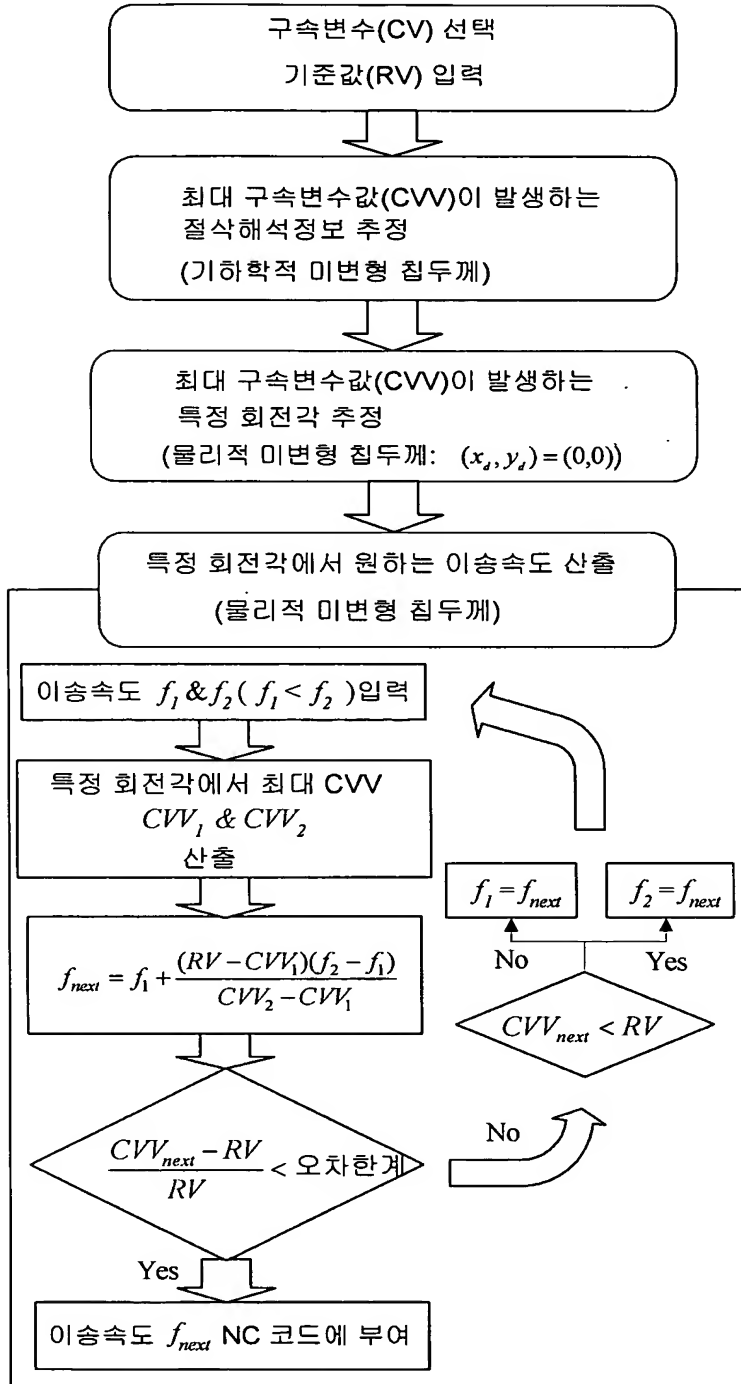 구속변수(CV) 선택
기준값(RV) 입력
최대 구속변수값(CVV)이 발생하는
절삭해석정보 추정
(기하학적 미변형 칩두께)
최대 구속변수값(CVV)이 발생하는
특정 회전각 추정
(물리적 미변형 칩두께: (x_d, y_d) = (0,0))
특정 회전각에서 원하는 이송속도 산출
(물리적 미변형 칩두께)
이송속도 f_1 & f_2 ( f_1 < f_2 )입력
특정 회전각에서 최대 CVV
CVV_1 & CVV_2
산출
f_next = f_1 + (RV − CVV_1)(f_2 − f_1) / CVV_2 − CVV_1
CVV_next − RV / RV < 오차한계
No
Yes
이송속도 f_next NC 코드에 부여
f_1 = f_next
f_2 = f_next
No
Yes
CVV_next < RV